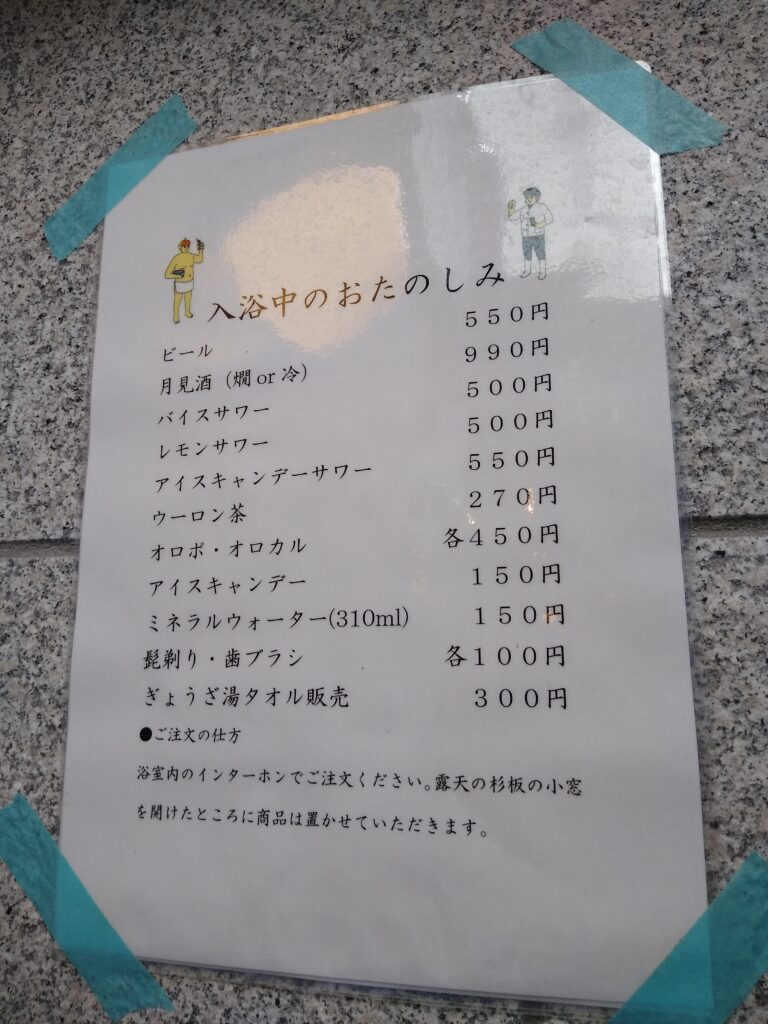 入浴中のおたのしみ
ビール 550円
月見酒（燗 or 冷） 990円
バイスサワー 500円
レモンサワー 500円
アイスキャンデーサワー 550円
ウーロン茶 270円
オロポ・オロカル 各450円
アイスキャンデー 150円
ミネラルウォーター(310ml) 150円
髭剃り・歯ブラシ 各100円
ぎょうざ湯タオル販売 300円
●ご注文の仕方
浴室内のインターホンでご注文ください。露天の杉板の小窓
を開けたところに商品は置かせていただきます。